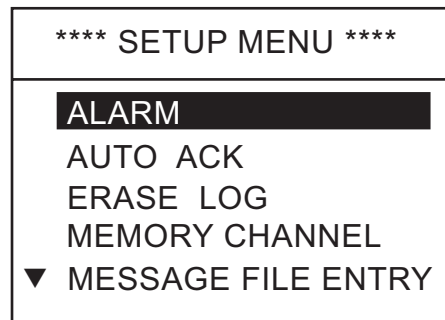 **** SETUP MENU ****
ALARM
AUTO ACK
ERASE LOG
MEMORY CHANNEL
▼ MESSAGE FILE ENTRY